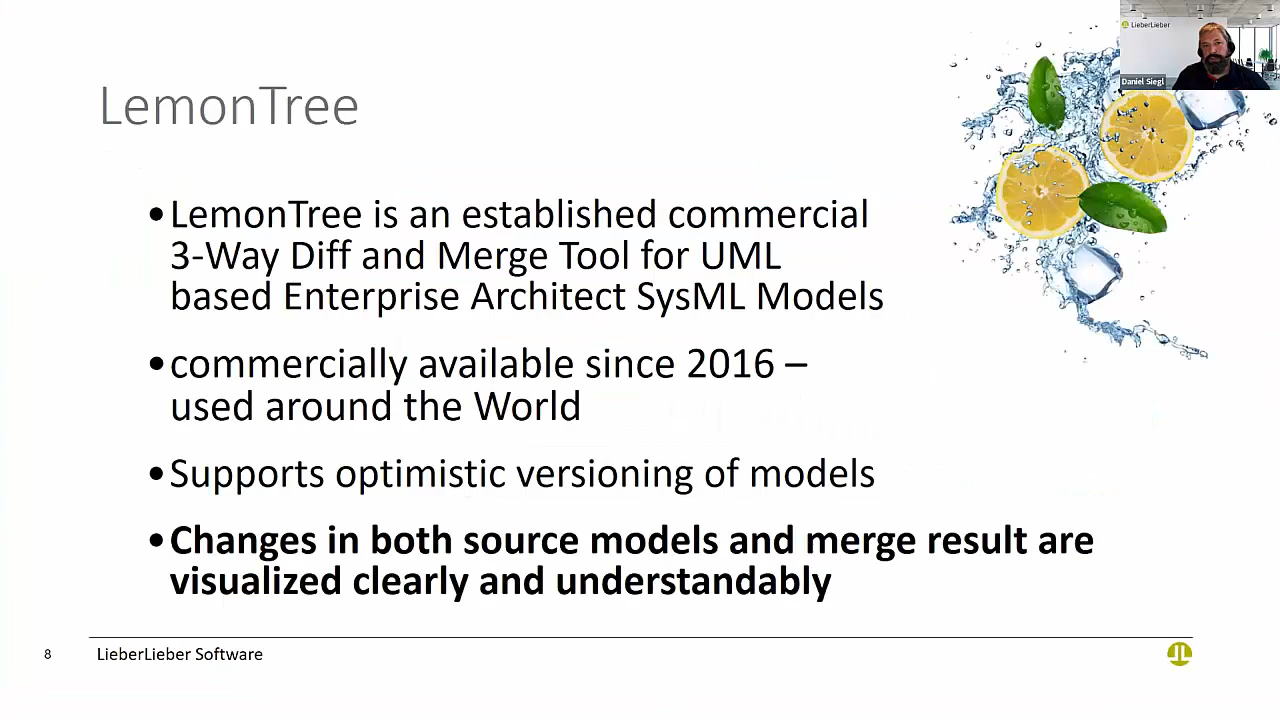 LieberLieber
Daniel Siegl
LemonTree
•LemonTree is an established commercial
3-Way Diff and Merge Tool for UML
based Enterprise Architect SysML Models
•commercially available since 2016 –
used around the World
•Supports optimistic versioning of models
•Changes in both source models and merge result are
visualized clearly and understandably
8 LieberLieber Software